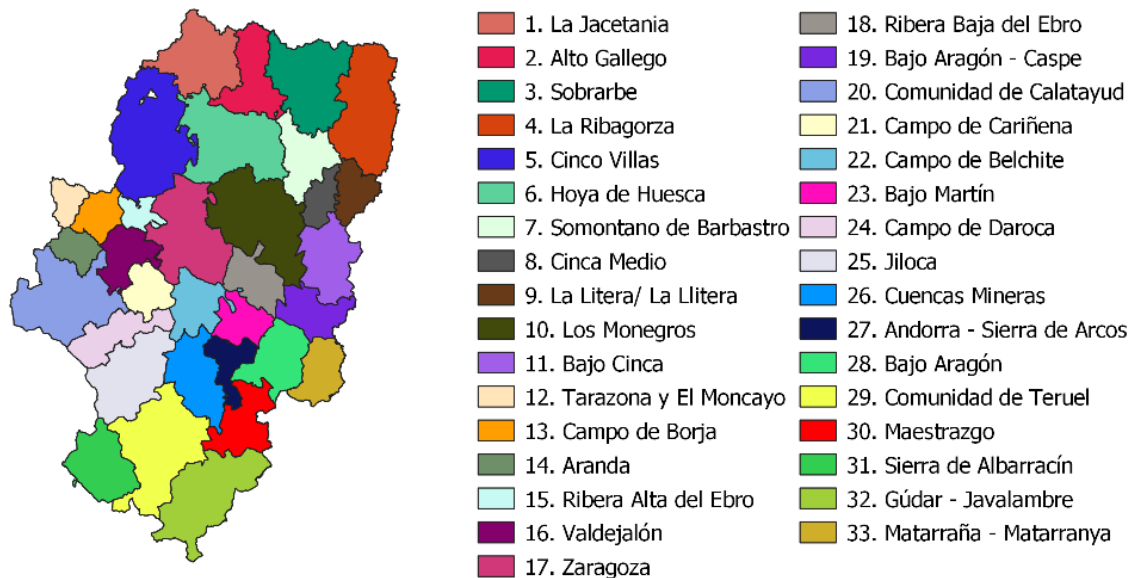 1. La Jacetania
2. Alto Gallego
3. Sobrarbe
4. La Ribagorza
5. Cinco Villas
6. Hoya de Huesca
7. Somontano de Barbastro
8. Cinca Medio
9. La Litera/ La Llitera
10. Los Monegros
11. Bajo Cinca
12. Tarazona y El Moncayo
13. Campo de Borja
14. Aranda
15. Ribera Alta del Ebro
16. Valdejalón
17. Zaragoza
18. Ribera Baja del Ebro
19. Bajo Aragón - Caspe
20. Comunidad de Calatayud
21. Campo de Cariñena
22. Campo de Belchite
23. Bajo Martín
24. Campo de Daroca
25. Jiloca
26. Cuencas Mineras
27. Andorra - Sierra de Arcos
28. Bajo Aragón
29. Comunidad de Teruel
30. Maestrazgo
31. Sierra de Albarracín
32. Gúdar - Javalambre
33. Matarraña - Matarranya